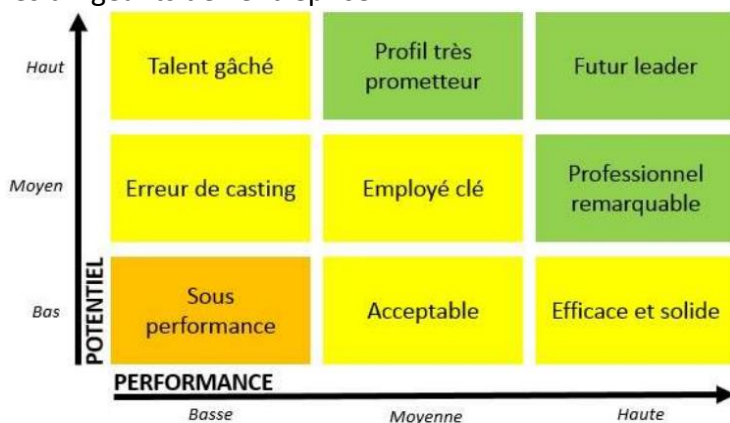 Haut
Talent gâché
Profil très
prometteur
Futur leader
Moyen
Erreur de casting
Employé clé
Professionnel
remarquable
Bas
POTENTIEL
Sous
performance
Acceptable
Efficace et solide
PERFORMANCE
Basse
Moyenne
Haute